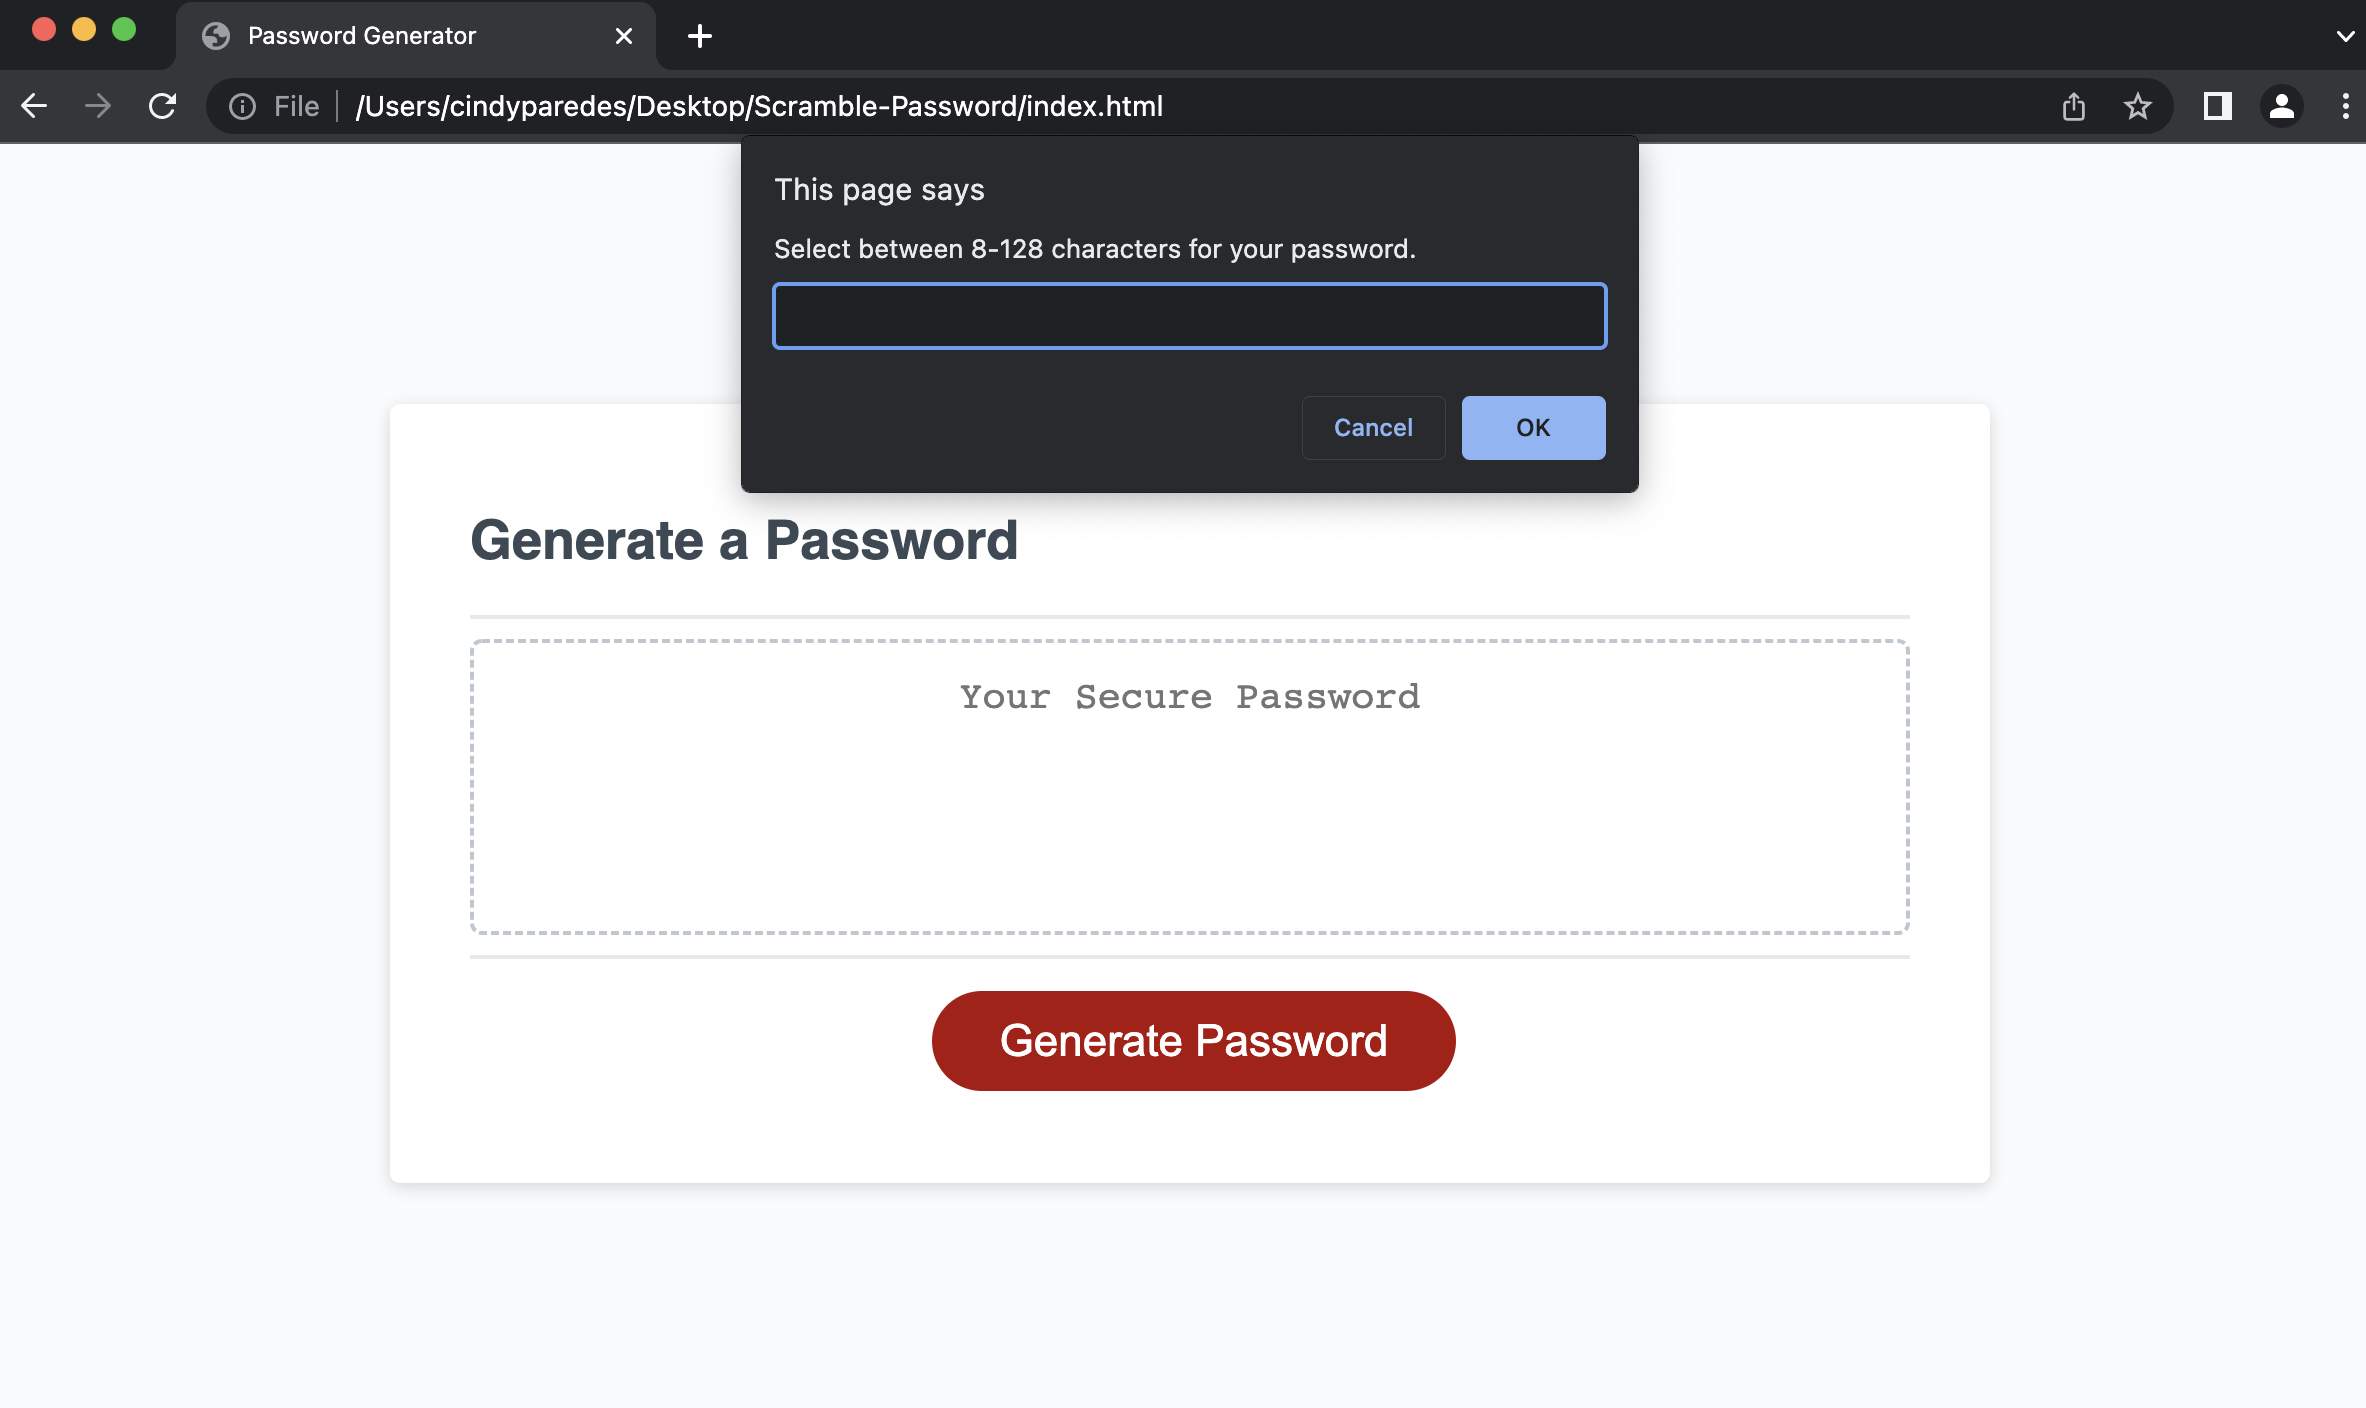 Password Generator
File /Users/cindyparedes/Desktop/Scramble-Password/index.html
This page says
Select between 8-128 characters for your password.
Cancel OK
Generate a Password
Your Secure Password
Generate Password